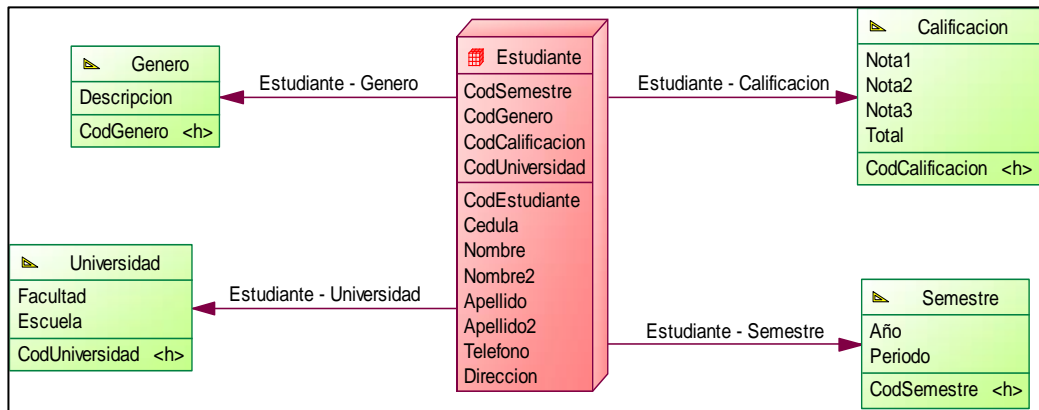 Genero
Descripcion
CodGenero <h>
Estudiante - Genero
Estudiante
CodSemestre
CodGenero
CodCalificacion
CodUniversidad
CodEstudiante
Cedula
Nombre
Nombre2
Apellido
Apellido2
Telefono
Direccion
Estudiante - Calificacion
Calificacion
Nota1
Nota2
Nota3
Total
CodCalificacion <h>
Universidad
Facultad
Escuela
CodUniversidad <h>
Estudiante - Universidad
Estudiante - Semestre
Semestre
Año
Periodo
CodSemestre <h>